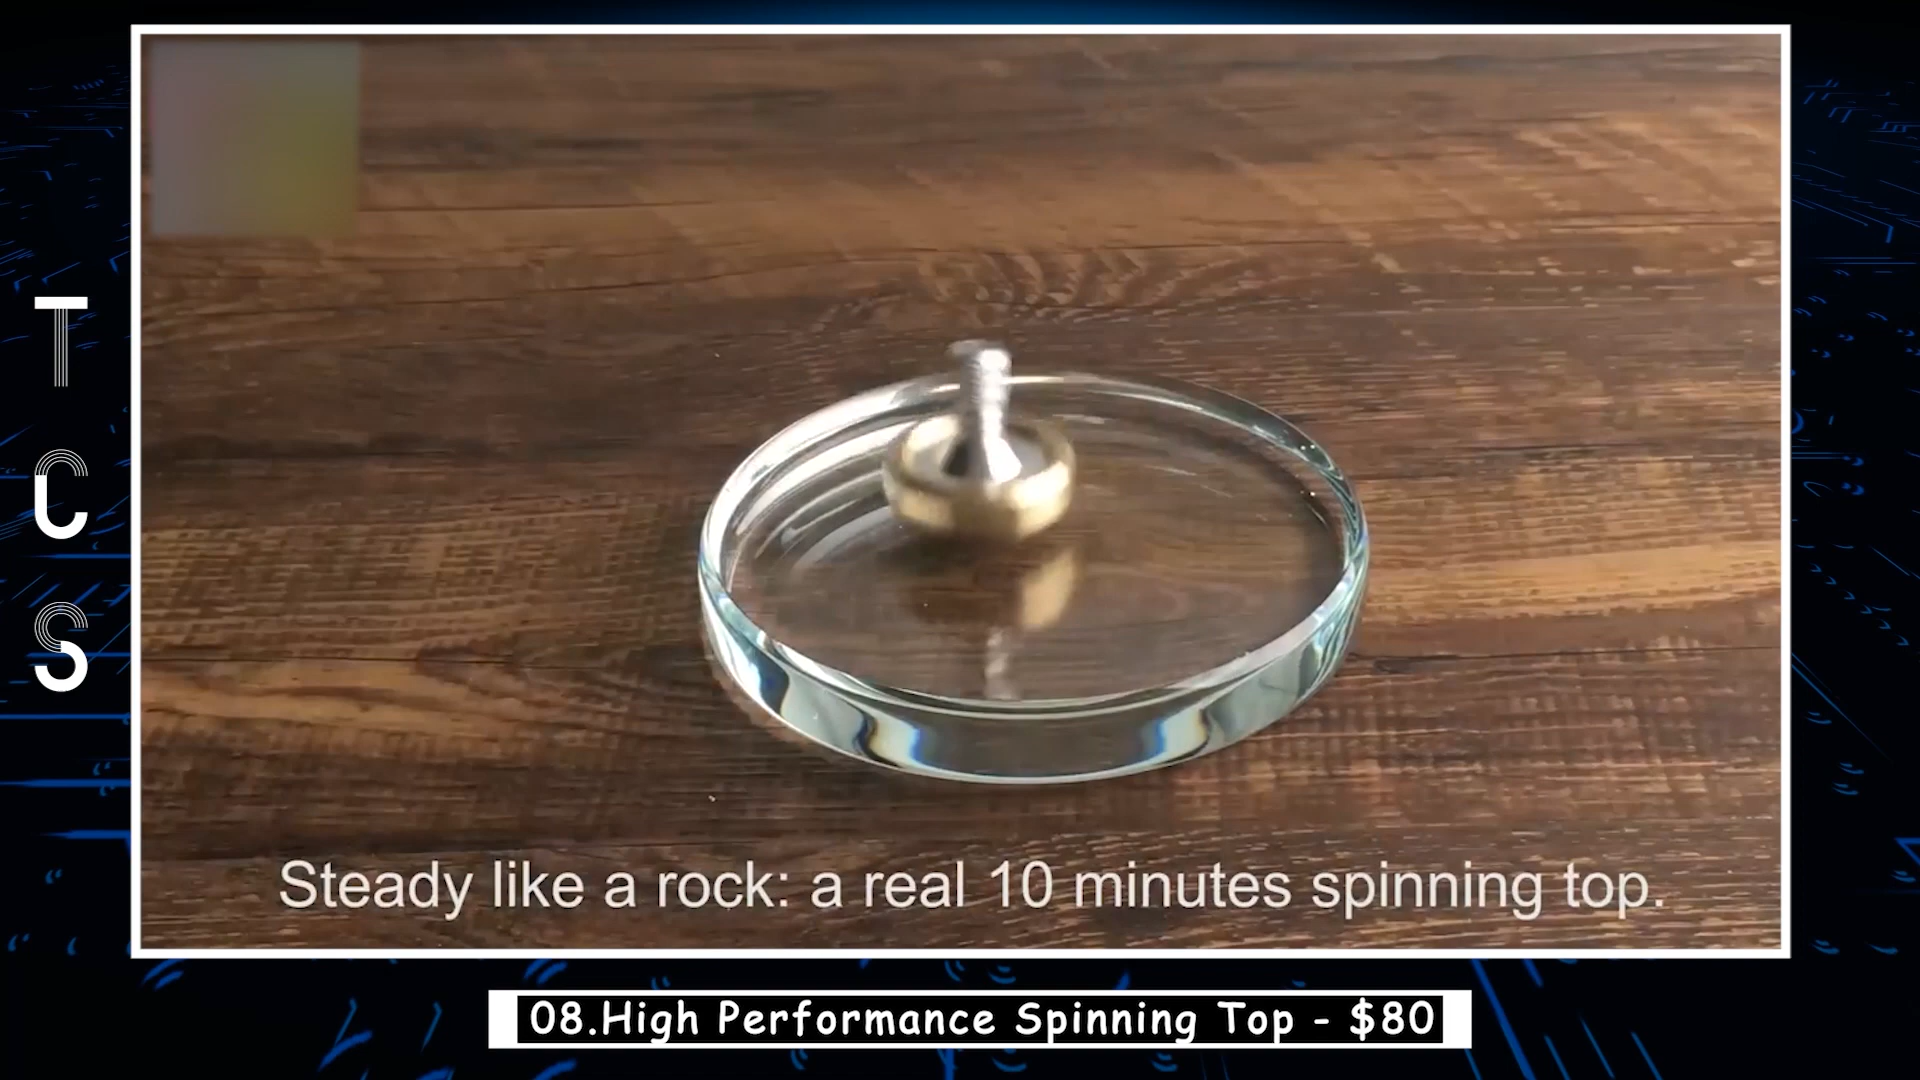 T
C
S
Steady like a rock: a real 10 minutes spinning top.
08.High Performance Spinning Top - $80